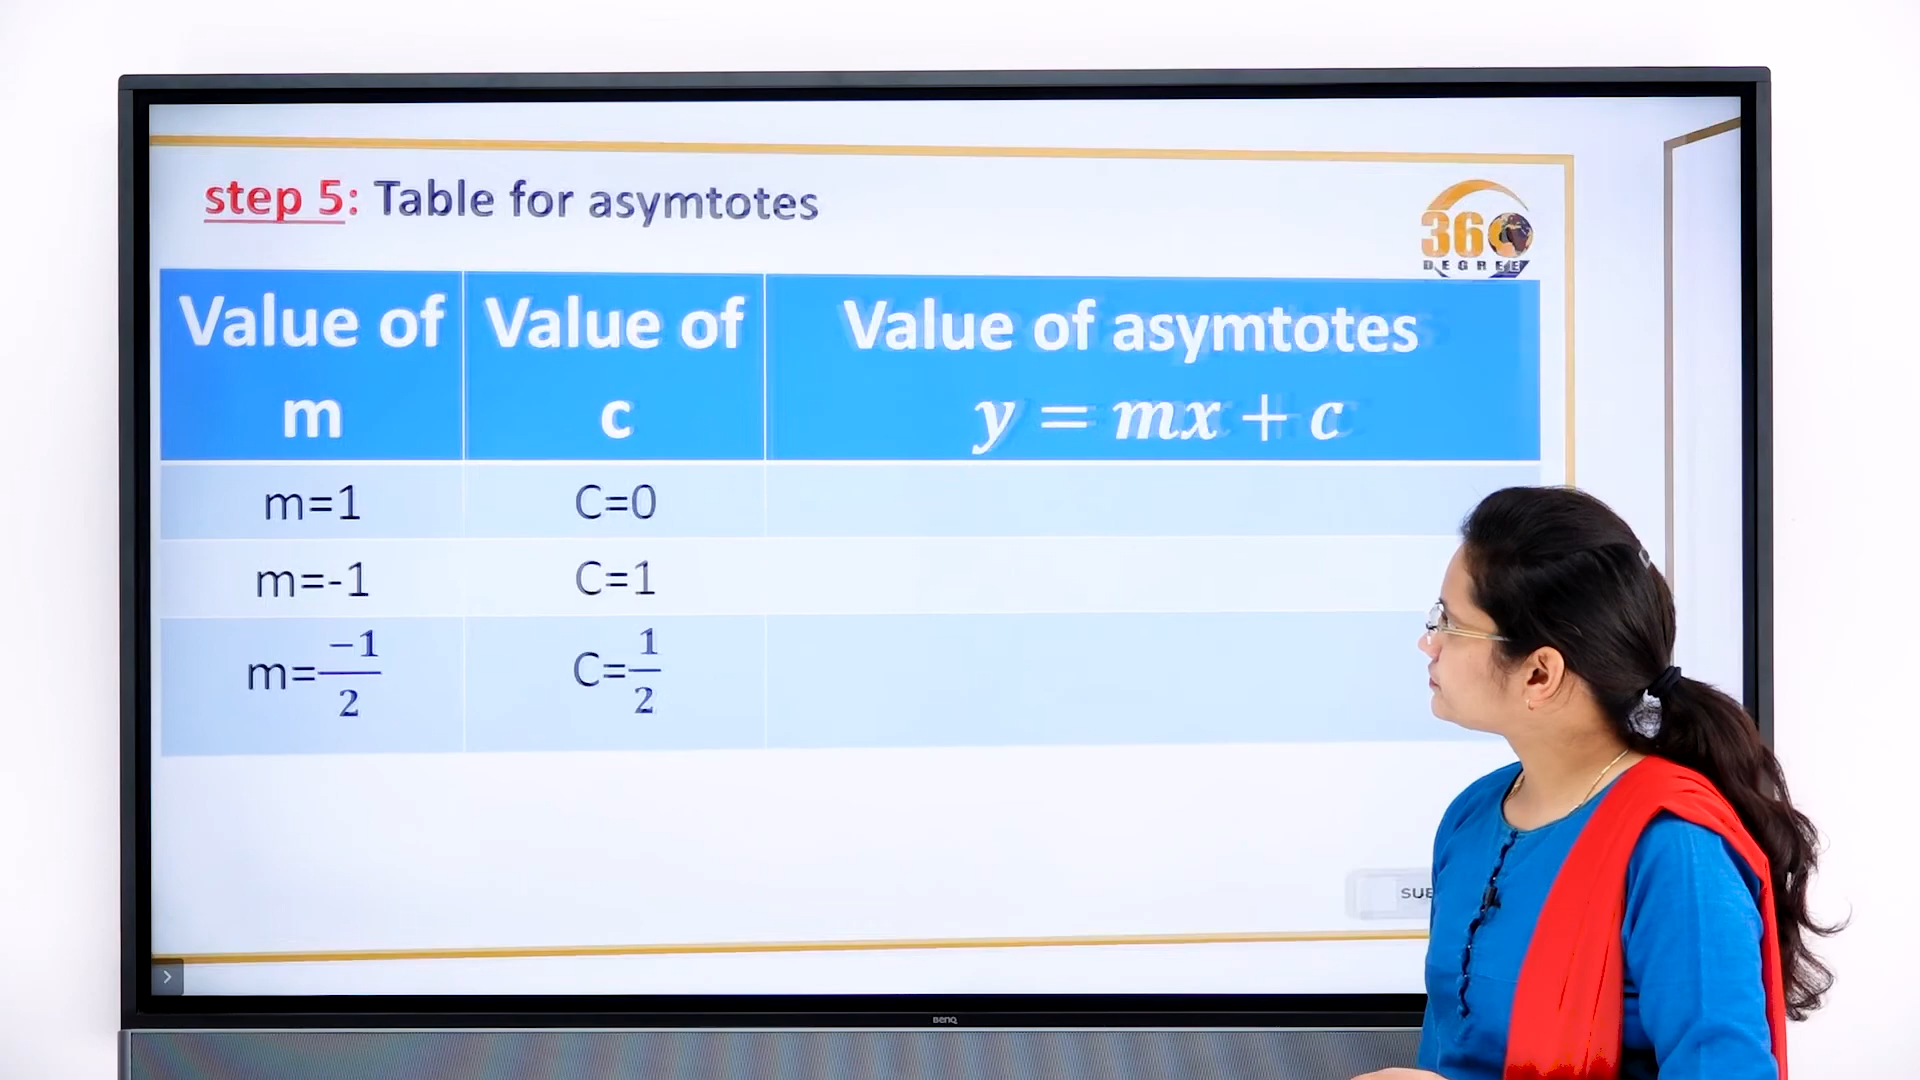 step 5: Table for asymtotes
360
DEGREE
Value of m
Value of c
Value of asymtotes
y = mx + c
m=1
C=0
m=-1
C=1
m=-1/2
C=1/2
BenQ